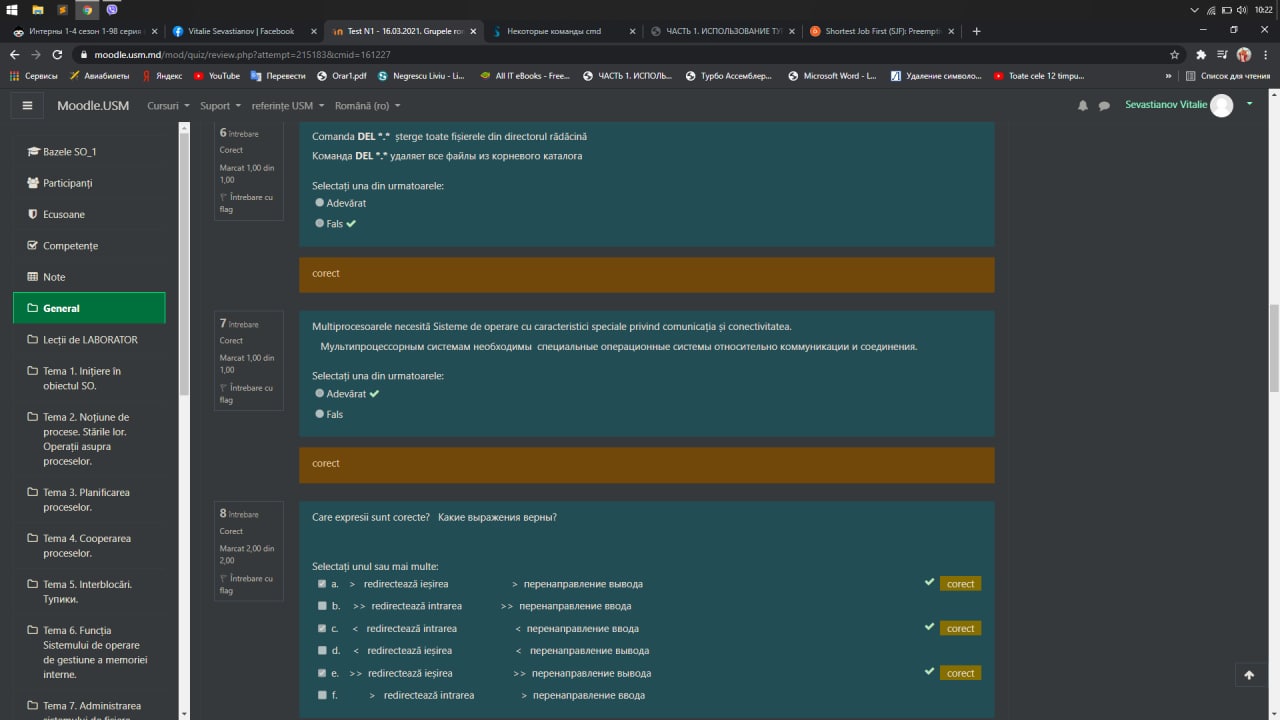 10:22
Интерны 1-4 сезон 1-98 серия
Vitalie Sevastianov | Facebook
Test N1 - 16.03.2021. Grupele ro
Некоторые команды cmd
ЧАСТЬ 1. ИСПОЛЬЗОВАНИЕ ТУ
Shortest Job First (SJF): Preempti
moodle.usm.md/mod/quiz/review.php?attempt=215183&cmid=161227
Сервисы
Авиабилеты
Яндекс
YouTube
Перевести
Orar1.pdf
Negrescu Liviu - Li...
All IT eBooks - Free...
ЧАСТЬ 1. ИСПОЛЬ...
Турбо Ассемблер...
Microsoft Word - L...
Удаление символо...
Toate cele 12 timpu...
»
Список для чтения
Moodle.USM
Cursuri
Suport
referințe USM
Română (ro)
Sevastianov Vitalie
Bazele SO_1
Participanți
Ecusoane
Competențe
Note
General
Lecții de LABORATOR
Tema 1. Inițiere în
obiectul SO.
Tema 2. Noțiune de
procese. Stările lor.
Operații asupra
proceselor.
Tema 3. Planificarea
proceselor.
Tema 4. Cooperarea
proceselor.
Tema 5. Interblocări.
Тупики.
Tema 6. Funcția
Sistemului de operare
de gestiune a memoriei
interne.
Tema 7. Administrarea
sistemului de fișiere
6 Întrebare
Corect
Marcat 1,00 din
1,00
Întrebare cu
flag
Comanda DEL *.* șterge toate fișierele din directorul rădăcină
Команда DEL *.* удаляет все файлы из корневого каталога
Selectați una din urmatoarele:
Adevărat
Fals
corect
7 Întrebare
Corect
Marcat 1,00 din
1,00
Întrebare cu
flag
Multiprocesoarele necesită Sisteme de operare cu caracteristici speciale privind comunicația și conectivitatea.
Мультипроцессорным системам необходимы специальные операционные системы относительно коммуникации и соединения.
Selectați una din urmatoarele:
Adevărat
Fals
corect
8 Întrebare
Corect
Marcat 2,00 din
2,00
Întrebare cu
flag
Care expresii sunt corecte? Какие выражения верны?
Selectați unul sau mai multe:
a. > redirectează ieșirea > перенаправление вывода corect
b. >> redirectează intrarea >> перенаправление ввода
c. < redirectează intrarea < перенаправление ввода corect
d. < redirectează ieșirea < перенаправление вывода
e. >> redirectează ieșirea >> перенаправление вывода corect
f. > redirectează intrarea > перенаправление ввода